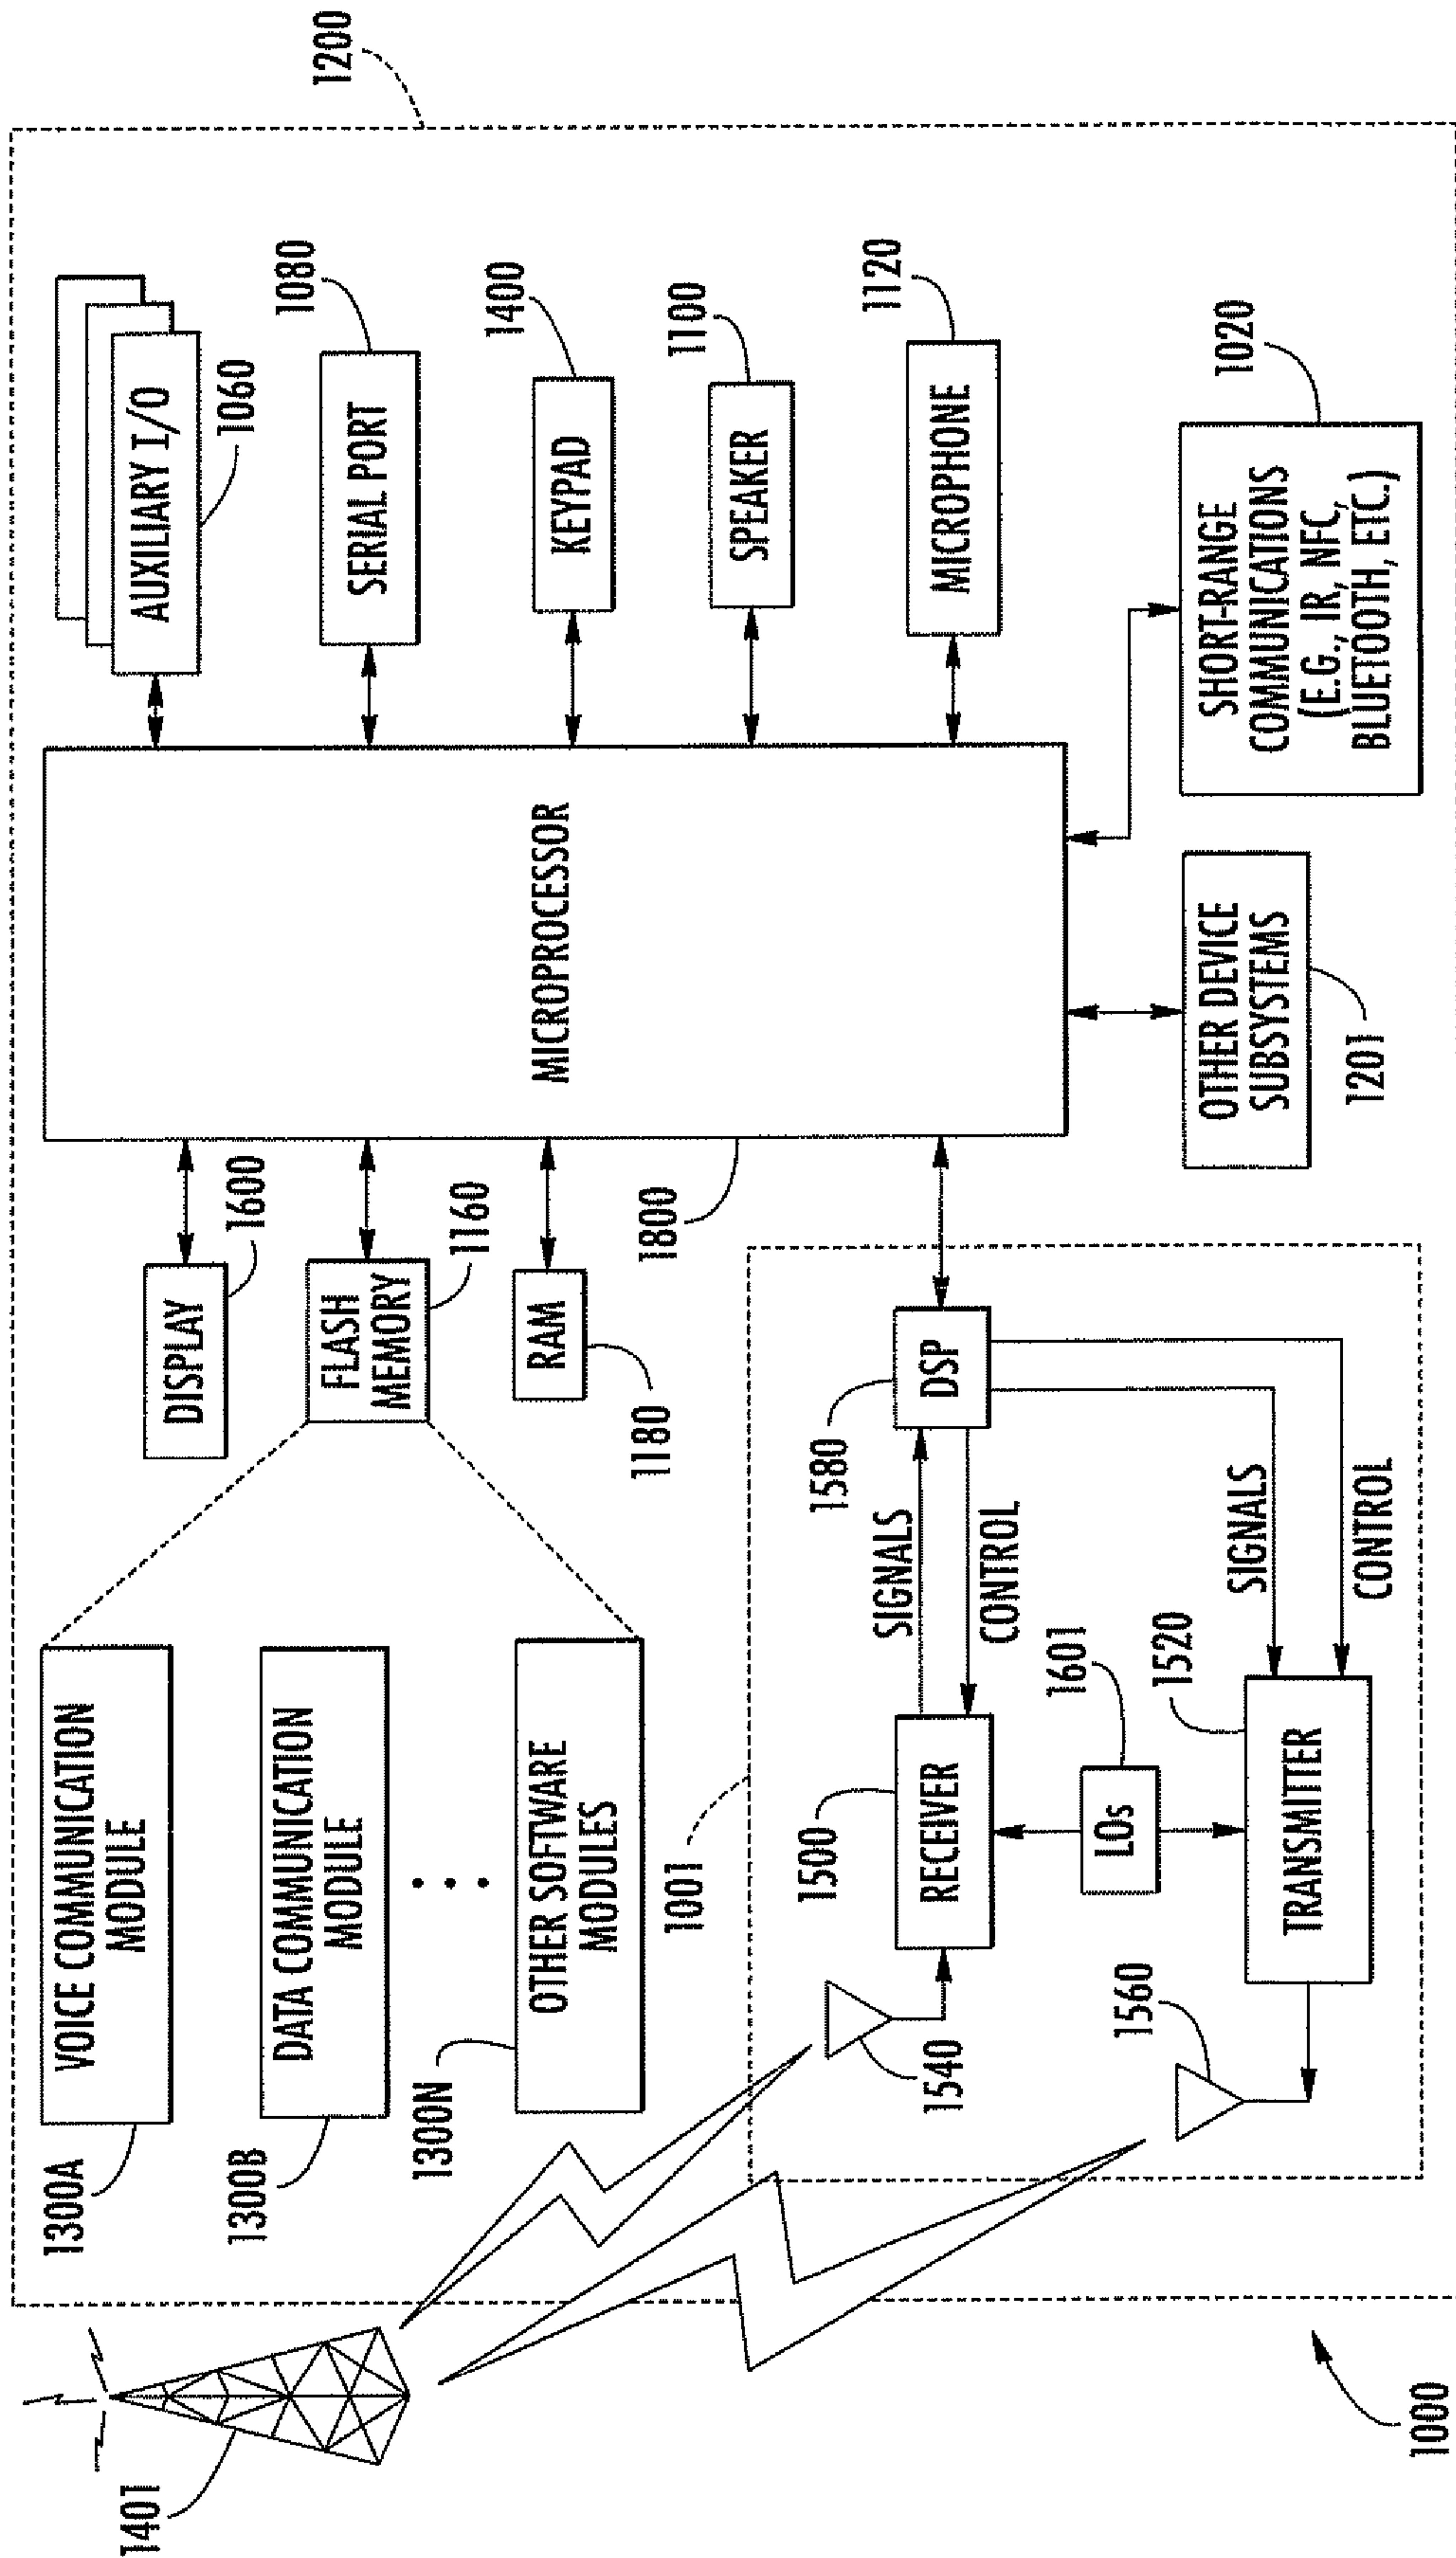 1200
1401
1300A
VOICE COMMUNICATION
MODULE
1300B
DATA COMMUNICATION
MODULE
1300N
OTHER SOFTWARE
MODULES
DISPLAY
1600
FLASH
MEMORY
1160
RAM
1180
MICROPROCESSOR
1800
AUXILIARY I/O
1060
SERIAL PORT
1080
KEYPAD
1400
SPEAKER
1100
MICROPHONE
1120
SHORT-RANGE
COMMUNICATIONS
(E.G., IR, NFC,
BLUETOOTH, ETC.)
1020
OTHER DEVICE
SUBSYSTEMS
1201
1001
1500
RECEIVER
SIGNALS
CONTROL
1580
DSP
1540
LOs
1601
1560
TRANSMITTER
1520
SIGNALS
CONTROL
1000